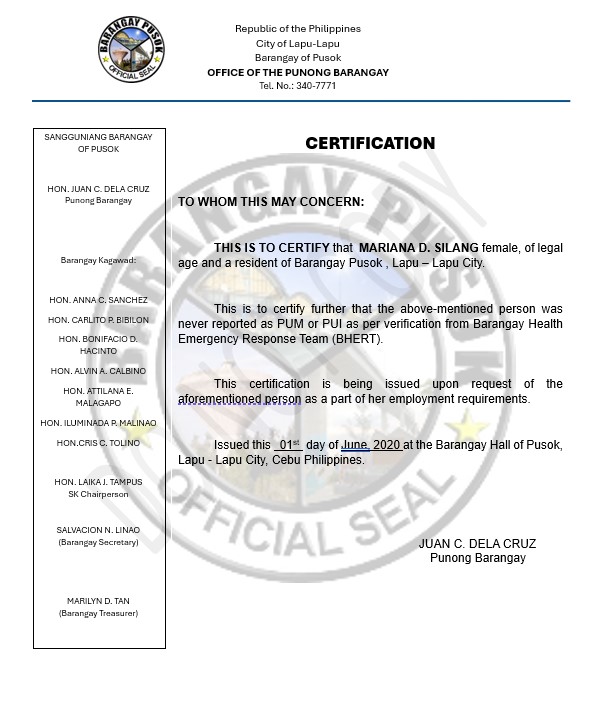 BARANGAY PUSOK
OFFICIAL SEAL
Republic of the Philippines
City of Lapu-Lapu
Barangay of Pusok
OFFICE OF THE PUNONG BARANGAY
Tel. No.: 340-7771
SANGGUNIANG BARANGAY
OF PUSOK
HON. JUAN C. DELA CRUZ
Punong Barangay
Barangay Kagawad:
HON. ANNA C. SANCHEZ
HON. CARLITO P. BIBILON
HON. BONIFACIO D.
HACINTO
HON. ALVIN A. CALBINO
HON. ATTILANA E.
MALAGAPO
HON. ILUMINADA P. MALINAO
HON.CRIS C. TOLINO
HON. LAIKA J. TAMPUS
SK Chairperson
SALVACION N. LINAO
(Barangay Secretary)
MARILYN D. TAN
(Barangay Treasurer)
CERTIFICATION
TO WHOM THIS MAY CONCERN:
THIS IS TO CERTIFY that MARIANA D. SILANG female, of legal
age and a resident of Barangay Pusok , Lapu – Lapu City.
This is to certify further that the above-mentioned person was
never reported as PUM or PUI as per verification from Barangay Health
Emergency Response Team (BHERT).
This certification is being issued upon request of the
aforementioned person as a part of her employment requirements.
Issued this 01st day of June, 2020 at the Barangay Hall of Pusok,
Lapu - Lapu City, Cebu Philippines.
JUAN C. DELA CRUZ
Punong Barangay
BARANGAY PUSOK
OFFICIAL SEAL